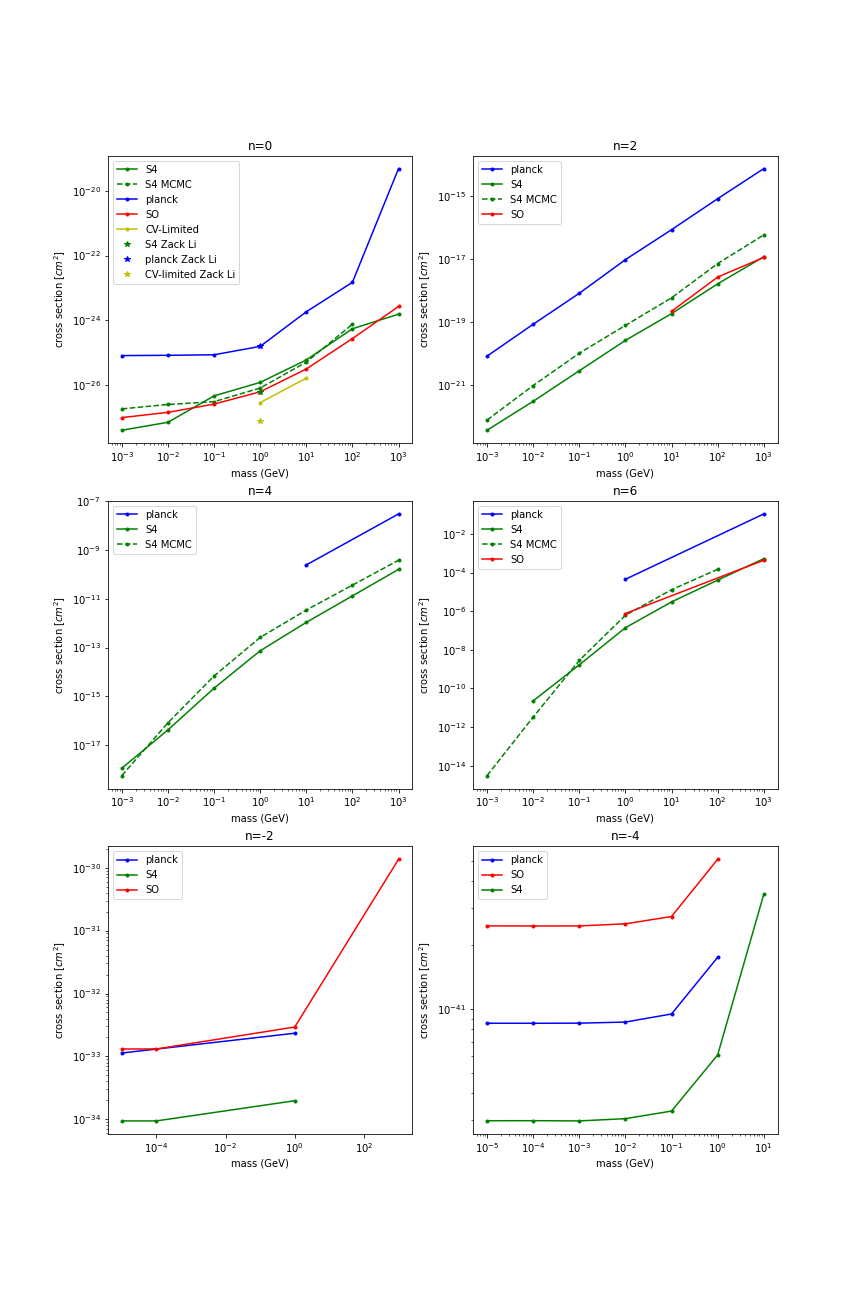 n=0
S4
S4 MCMC
planck
SO
CV-Limited
S4 Zack Li
planck Zack Li
CV-limited Zack Li
10^{-20}
10^{-22}
10^{-24}
10^{-26}
cross section [cm^2]
10^{-3} 10^{-2} 10^{-1} 10^0 10^1 10^2 10^3
mass (GeV)
n=2
planck
S4
S4 MCMC
SO
10^{-15}
10^{-17}
10^{-19}
10^{-21}
cross section [cm^2]
10^{-3} 10^{-2} 10^{-1} 10^0 10^1 10^2 10^3
mass (GeV)
n=4
planck
S4
S4 MCMC
10^{-7}
10^{-9}
10^{-11}
10^{-13}
10^{-15}
10^{-17}
cross section [cm^2]
10^{-3} 10^{-2} 10^{-1} 10^0 10^1 10^2 10^3
mass (GeV)
n=6
planck
S4
S4 MCMC
SO
10^{-2}
10^{-4}
10^{-6}
10^{-8}
10^{-10}
10^{-12}
10^{-14}
cross section [cm^2]
10^{-3} 10^{-2} 10^{-1} 10^0 10^1 10^2 10^3
mass (GeV)
n=-2
planck
S4
SO
10^{-30}
10^{-31}
10^{-32}
10^{-33}
10^{-34}
cross section [cm^2]
10^{-4} 10^{-2} 10^0 10^2
mass (GeV)
n=-4
planck
SO
S4
10^{-41}
cross section [cm^2]
10^{-5} 10^{-4} 10^{-3} 10^{-2} 10^{-1} 10^0 10^1
mass (GeV)